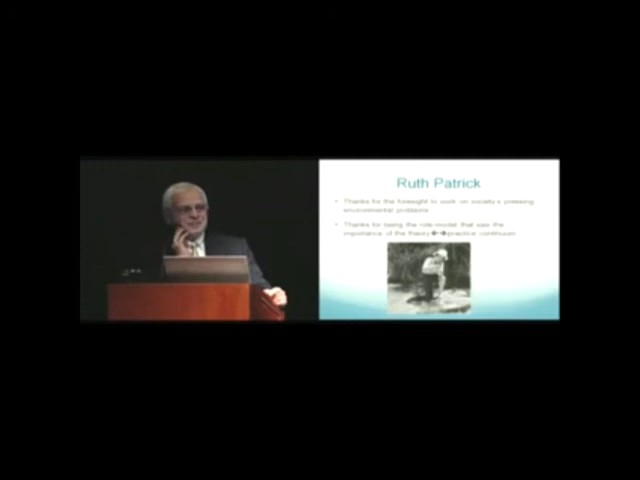 Ruth Patrick
• Thanks for the foresight to work on society's pressing
environmental problems
• Thanks for being the role-model that saw the
importance of the theory��practice continuum